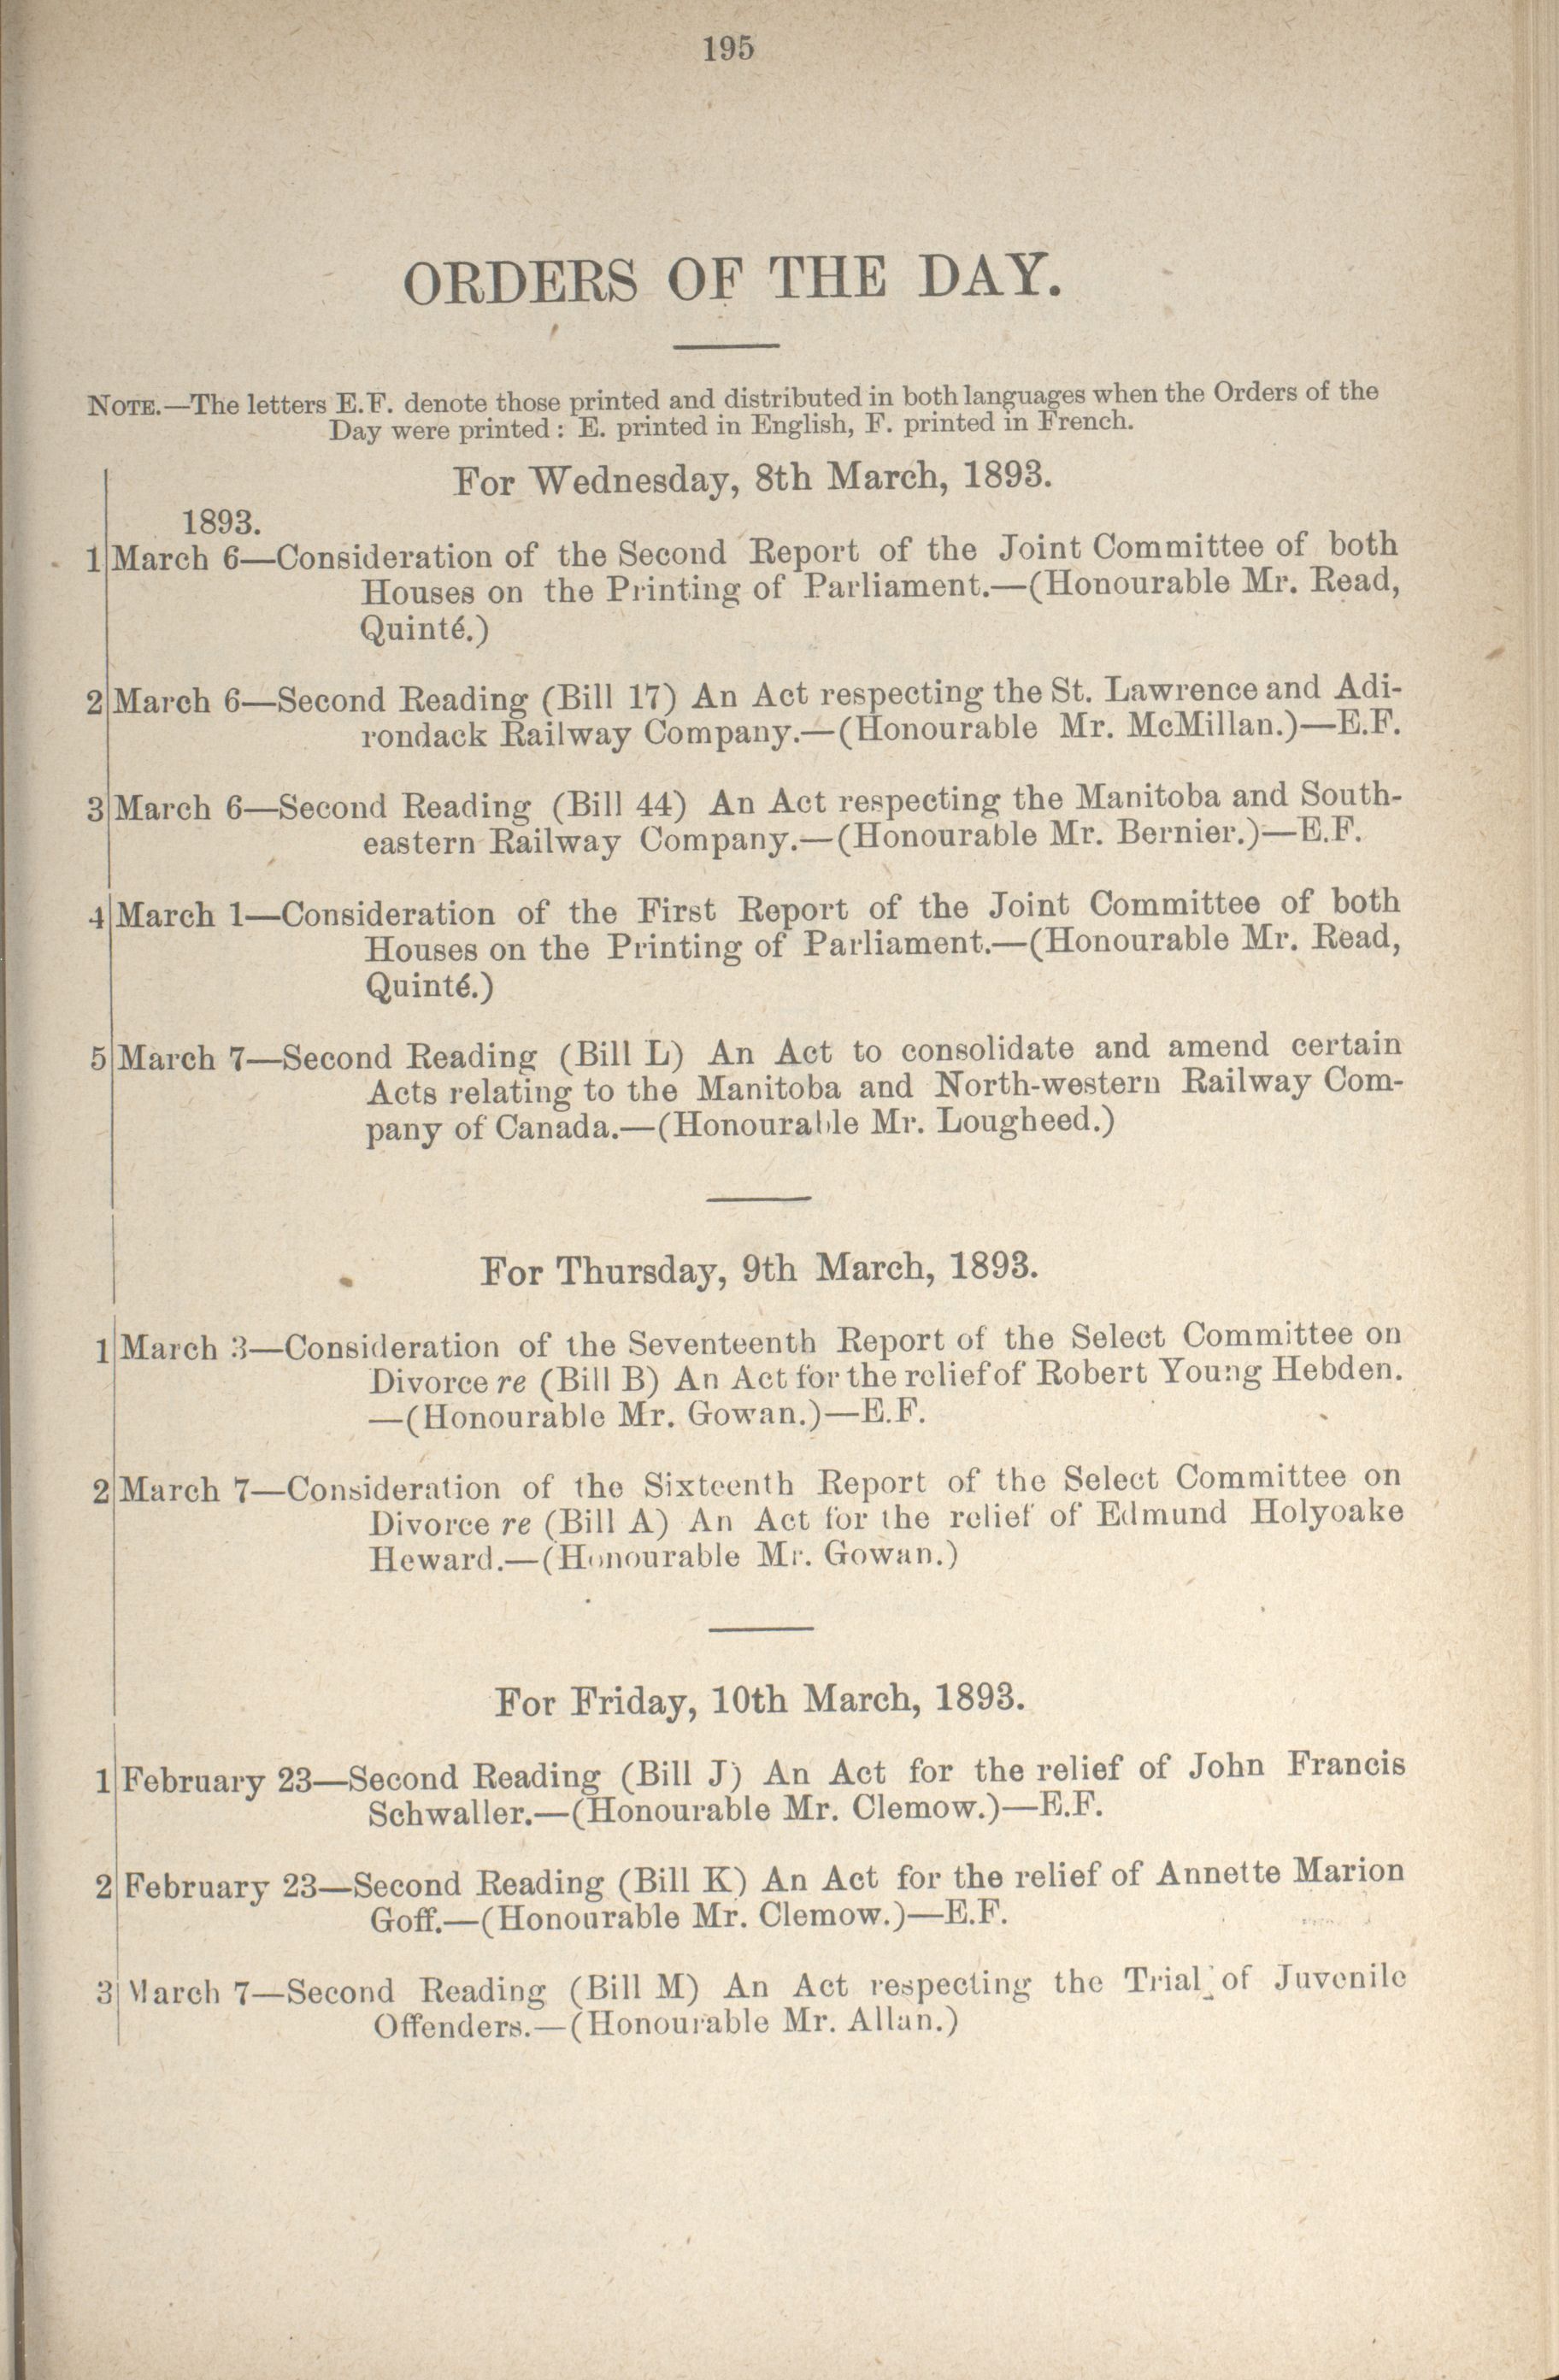 195
ORDERS OF THE DAY.
NOTE.—The letters E.F. denote those printed and distributed in both languages when the Orders of the
Day were printed : E. printed in English, F. printed in French.
For Wednesday, 8th March, 1893.
1893.
1 March 6—Consideration of the Second Report of the Joint Committee of both
Houses on the Printing of Parliament.—(Honourable Mr. Read,
Quinté.)
2 March 6—Second Reading (Bill 17) An Act respecting the St. Lawrence and Adi-
rondack Railway Company.—(Honourable Mr. McMillan.)—E.F.
3 March 6—Second Reading (Bill 44) An Act respecting the Manitoba and South-
eastern Railway Company.—(Honourable Mr. Bernier.)—E.F.
4 March 1—Consideration of the First Report of the Joint Committee of both
Houses on the Printing of Parliament.—(Honourable Mr. Read,
Quinté.)
5 March 7—Second Reading (Bill L) An Act to consolidate and amend certain
Acts relating to the Manitoba and North-western Railway Com-
pany of Canada.—(Honourable Mr. Lougheed.)
For Thursday, 9th March, 1893.
1 March 3—Consideration of the Seventeenth Report of the Select Committee on
Divorce re (Bill B) An Act for the relief of Robert Young Hebden.
—(Honourable Mr. Gowan.)—E.F.
2 March 7—Consideration of the Sixteenth Report of the Select Committee on
Divorce re (Bill A) An Act for the relief of Edmund Holyoake
Heward.—(Honourable Mr. Gowan.)
For Friday, 10th March, 1893.
1 February 23—Second Reading (Bill J) An Act for the relief of John Francis
Schwaller.—(Honourable Mr. Clemow.)—E.F.
2 February 23—Second Reading (Bill K) An Act for the relief of Annette Marion
Goff.—(Honourable Mr. Clemow.)—E.F.
3 March 7—Second Reading (Bill M) An Act respecting the Trial of Juvenile
Offenders.—(Honourable Mr. Allan.)